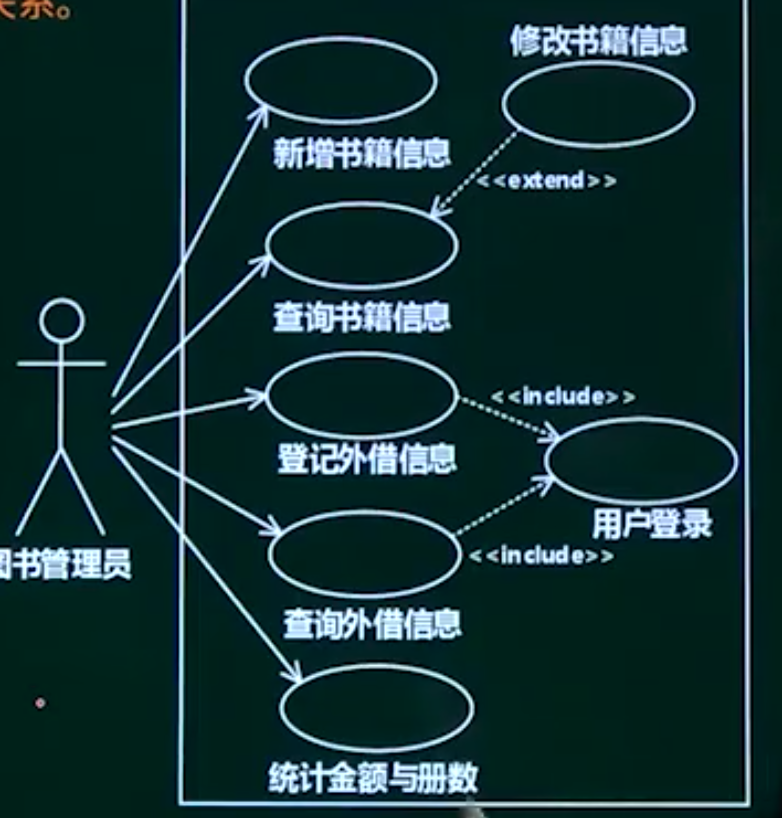 关系。
修改书籍信息
新增书籍信息
<<extend>>
查询书籍信息
<<include>>
登记外借信息
用户登录
<<include>>
图书管理员
查询外借信息
统计金额与册数